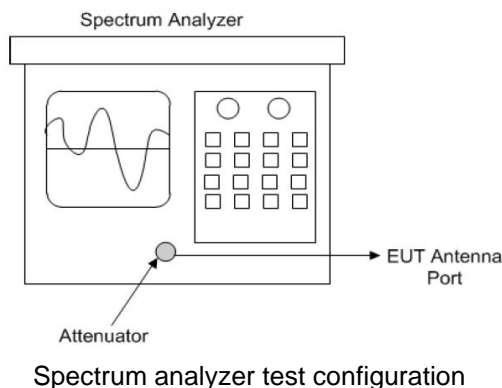 Spectrum Analyzer
EUT Antenna
Port
Attenuator
Spectrum analyzer test configuration